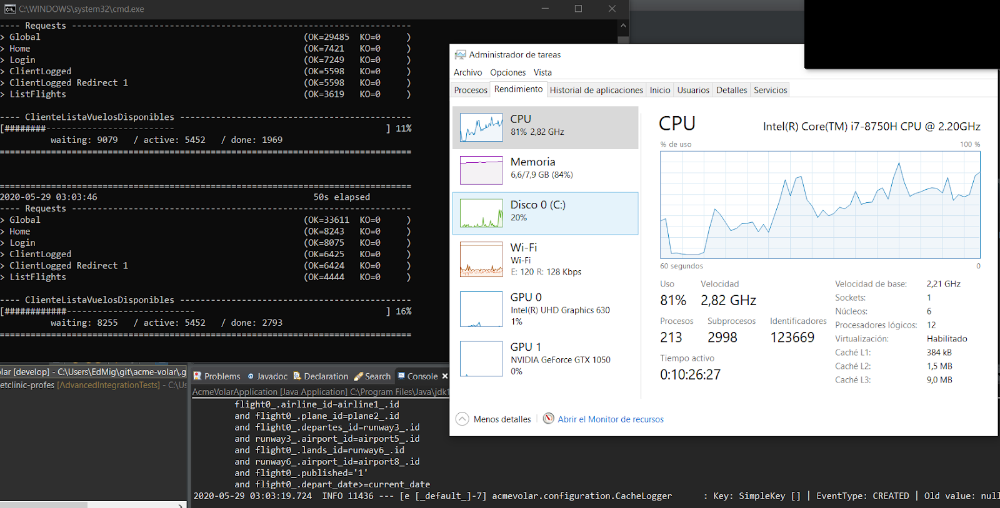 C:\WINDOWS\system32\cmd.exe
---- Requests ------------------------------------------------------------------
> Global (OK=29485 KO=0 )
> Home (OK=7421 KO=0 )
> Login (OK=7249 KO=0 )
> ClientLogged (OK=5598 KO=0 )
> ClientLogged Redirect 1 (OK=5598 KO=0 )
> ListFlights (OK=3619 KO=0 )
---- ClienteListaVuelosDisponibles ---------------------------------------------
[########-------------------------                                         ] 11%
waiting: 9079 / active: 5452 / done: 1969
================================================================================
================================================================================
2020-05-29 03:03:46 50s elapsed
---- Requests ------------------------------------------------------------------
> Global (OK=33611 KO=0 )
> Home (OK=8243 KO=0 )
> Login (OK=8075 KO=0 )
> ClientLogged (OK=6425 KO=0 )
> ClientLogged Redirect 1 (OK=6424 KO=0 )
> ListFlights (OK=4444 KO=0 )
---- ClienteListaVuelosDisponibles ---------------------------------------------
[############-------------------------                                     ] 16%
waiting: 8255 / active: 5452 / done: 2793
================================================================================
Administrador de tareas
Archivo Opciones Vista
Procesos Rendimiento Historial de aplicaciones Inicio Usuarios Detalles Servicios
CPU
81% 2,82 GHz
Memoria
6,6/7,9 GB (84%)
Disco 0 (C:)
20%
Wi-Fi
Wi-Fi
E: 120 R: 128 Kbps
GPU 0
Intel(R) UHD Graphics 630
1%
GPU 1
NVIDIA GeForce GTX 1050
0%
CPU Intel(R) Core(TM) i7-8750H CPU @ 2.20GHz
% de uso 100 %
60 segundos 0
Uso Velocidad
81% 2,82 GHz
Procesos Subprocesos Identificadores
213 2998 123669
Tiempo activo
0:10:26:27
Velocidad de base: 2,21 GHz
Sockets: 1
Núcleos: 6
Procesadores lógicos: 12
Virtualización: Habilitado
Caché L1: 384 kB
Caché L2: 1,5 MB
Caché L3: 9,0 MB
Menos detalles Abrir el Monitor de recursos
lar [develop] - C:\Users\EdMig\git\acme-volar\.g
etclinic-profes [AdvancedIntegrationTests] - C:\Us
Problems Javadoc Declaration Search Console
AcmeVolarApplication [Java Application] C:\Program Files\Java\jdk1
flight0_.airline_id=airline1_.id
and flight0_.plane_id=plane2_.id
and flight0_.departes_id=runway3_.id
and runway3_.airport_id=airport5_.id
and flight0_.lands_id=runway6_.id
and runway6_.airport_id=airport8_.id
and flight0_.published='1'
and flight0_.depart_date>=current_date
2020-05-29 03:03:19.724 INFO 11436 --- [e [_default_]-7] acmevolar.configuration.CacheLogger : Key: SimpleKey [] | EventType: CREATED | Old value: null